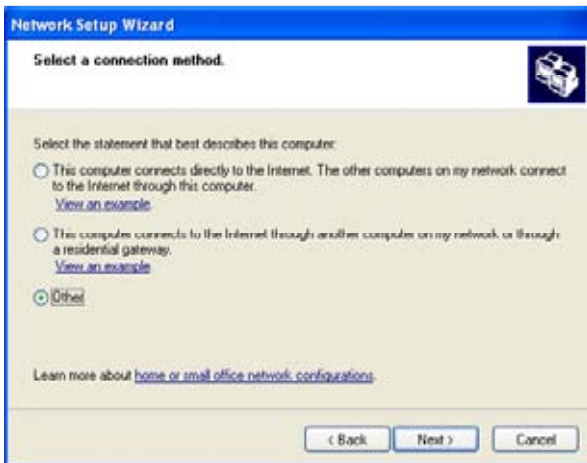 Network Setup Wizard
Select a connection method.
Select the statement that best describes this computer:
This computer connects directly to the Internet. The other computers on my network connect
to the Internet through this computer.
View an example.
This computer connects to the Internet through another computer on my network or through
a residential gateway.
View an example
Other
Learn more about home or small office network configurations.
< Back
Next >
Cancel